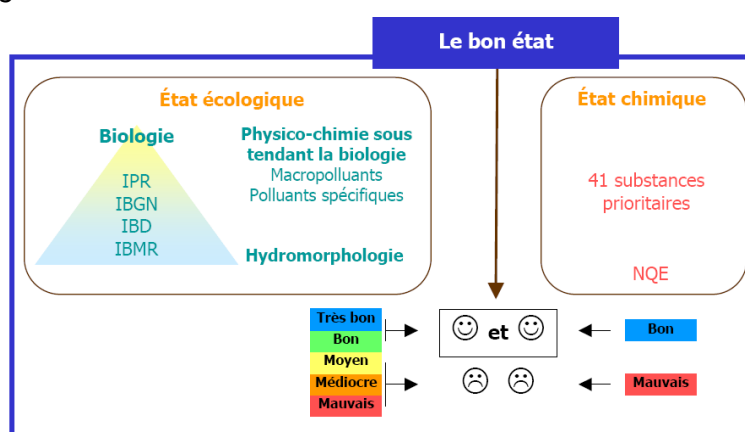 Le bon état
État écologique
Biologie
IPR
IBGN
IBD
IBMR
Physico-chimie sous
tendant la biologie
Macropolluants
Polluants spécifiques
Hydromorphologie
État chimique
41 substances
prioritaires
NQE
Très bon
Bon
Moyen
Médiocre
Mauvais
et
Bon
Mauvais